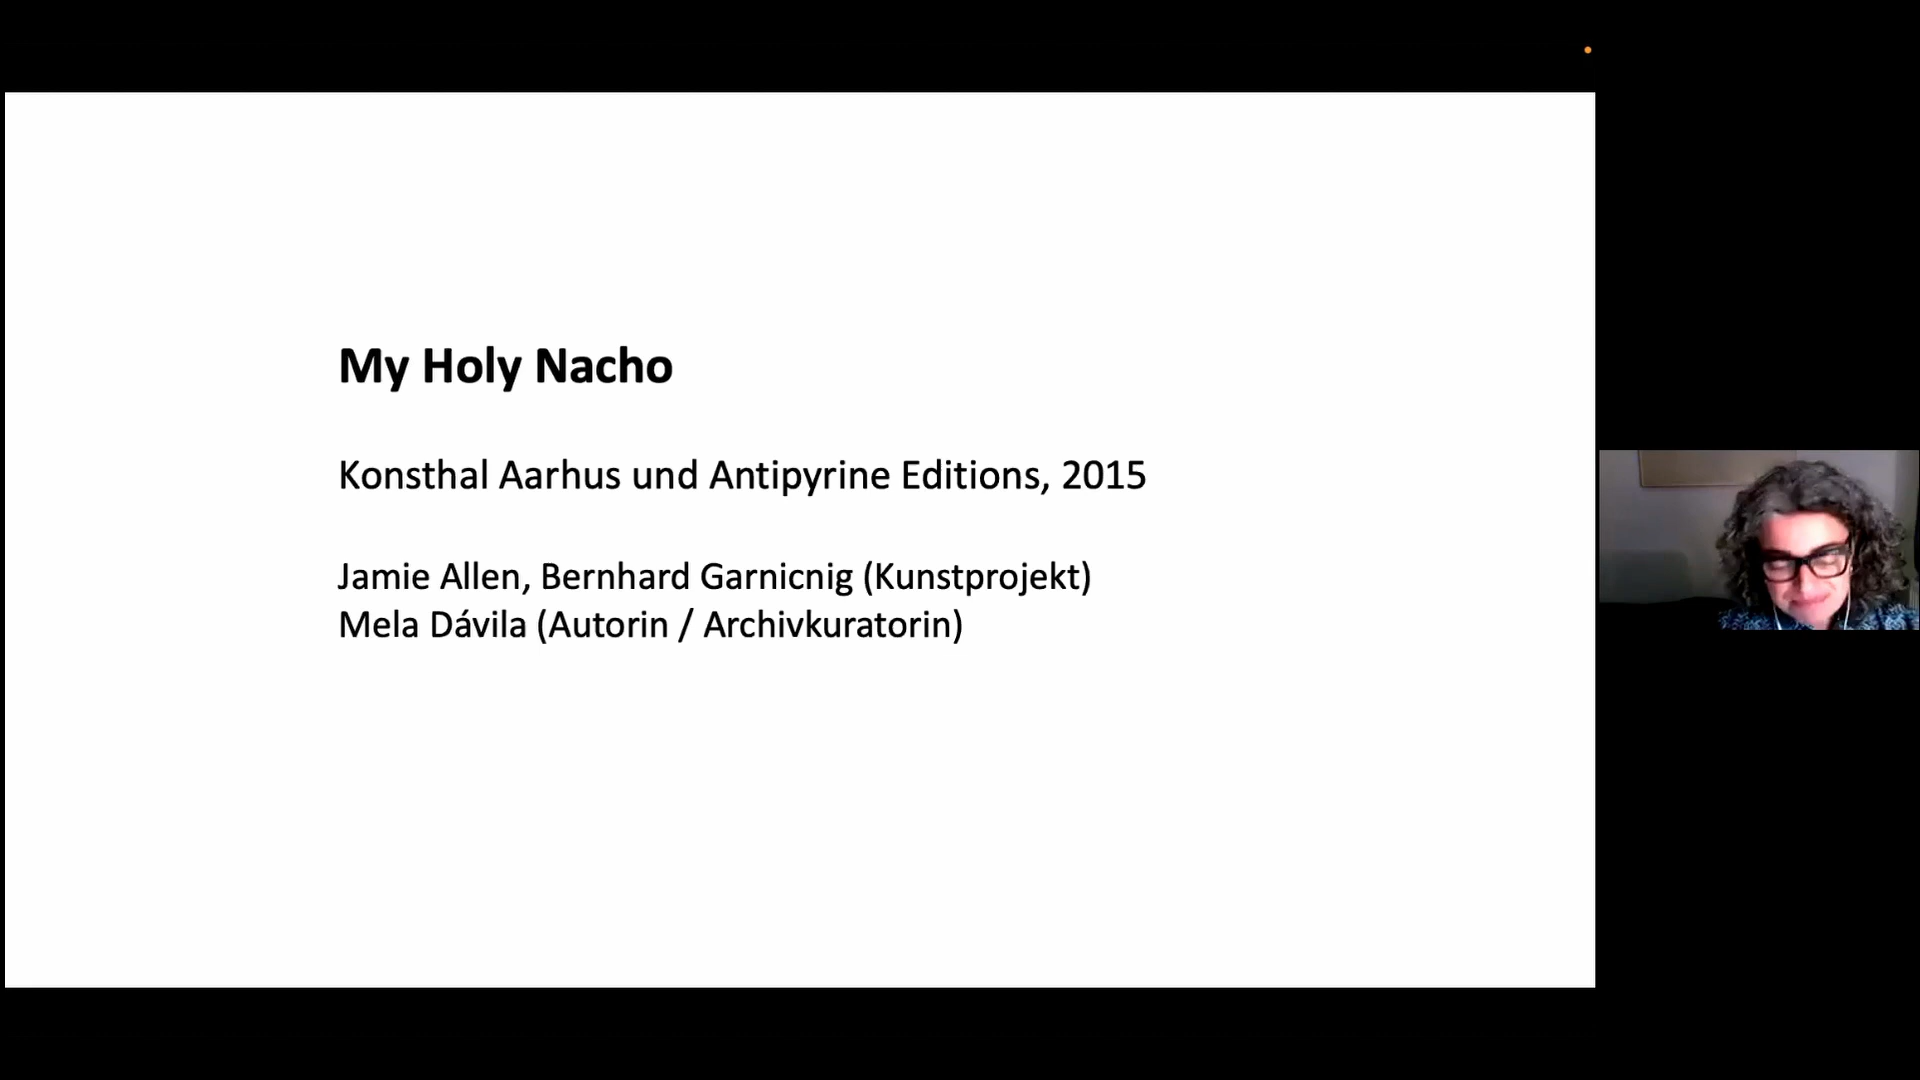 My Holy Nacho
Konsthal Aarhus und Antipyrine Editions, 2015
Jamie Allen, Bernhard Garnicnig (Kunstprojekt)
Mela Dávila (Autorin / Archivkuratorin)